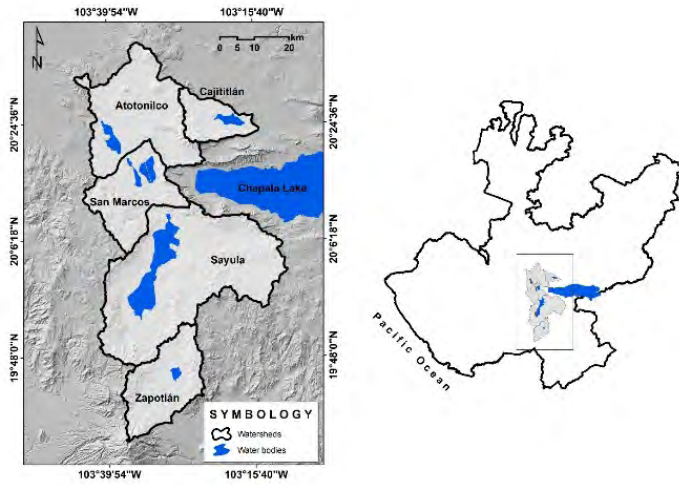 103°39'54"W
103°15'40"W
N
km
0 5 10 20
Cajititlán
Atotonilco
20°24'36"N
20°24'36"N
Chapala Lake
San Marcos
20°6'18"N
20°6'18"N
Sayula
19°48'0"N
19°48'0"N
Zapotlán
SYMBOLOGY
Watersheds
Water bodies
103°39'54"W
103°15'40"W
Pacific Ocean